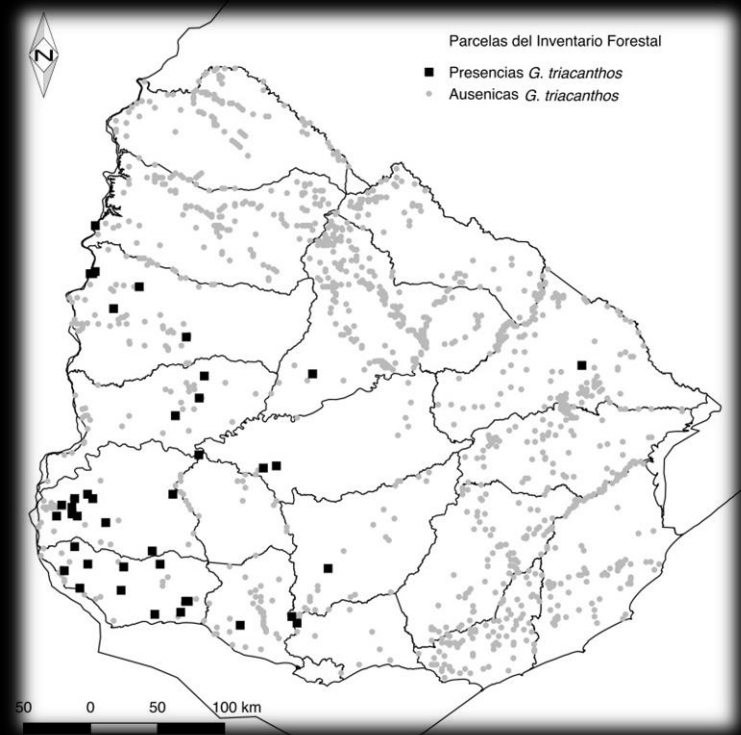 Parcelas del Inventario Forestal
Presencias G. triacanthos
Ausenicas G. triacanthos
N
50 0 50 100 km